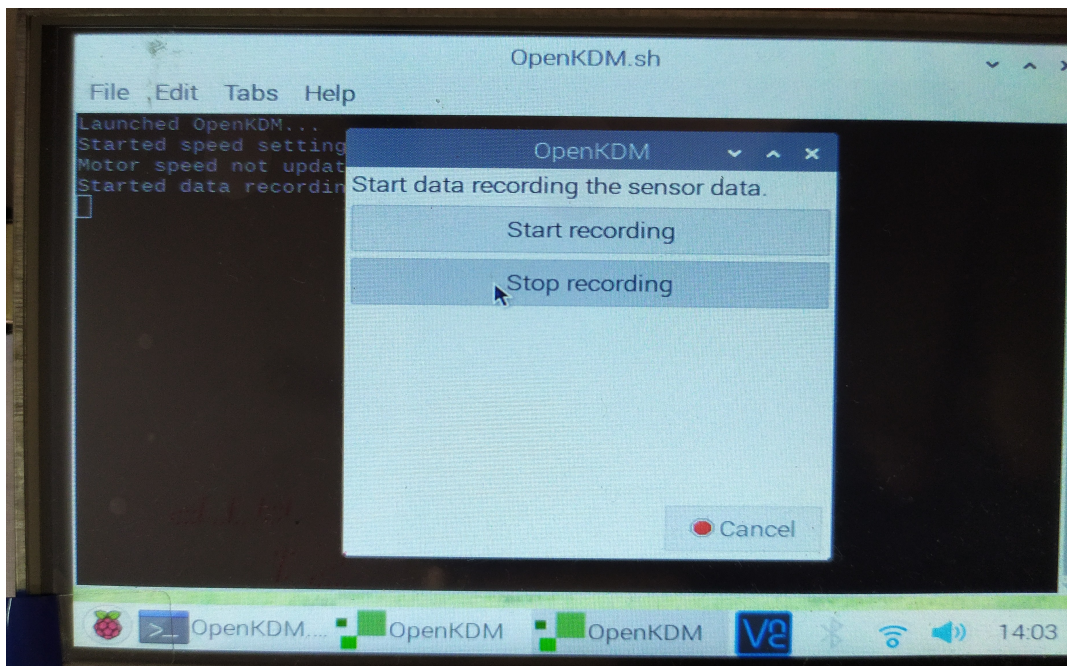 OpenKDM.sh
File Edit Tabs Help
Launched OpenKDM...
Started speed setting
Motor speed not updat
Started data recordin
OpenKDM
Start data recording the sensor data.
Start recording
Stop recording
Cancel
OpenKDM.... OpenKDM OpenKDM 14:03